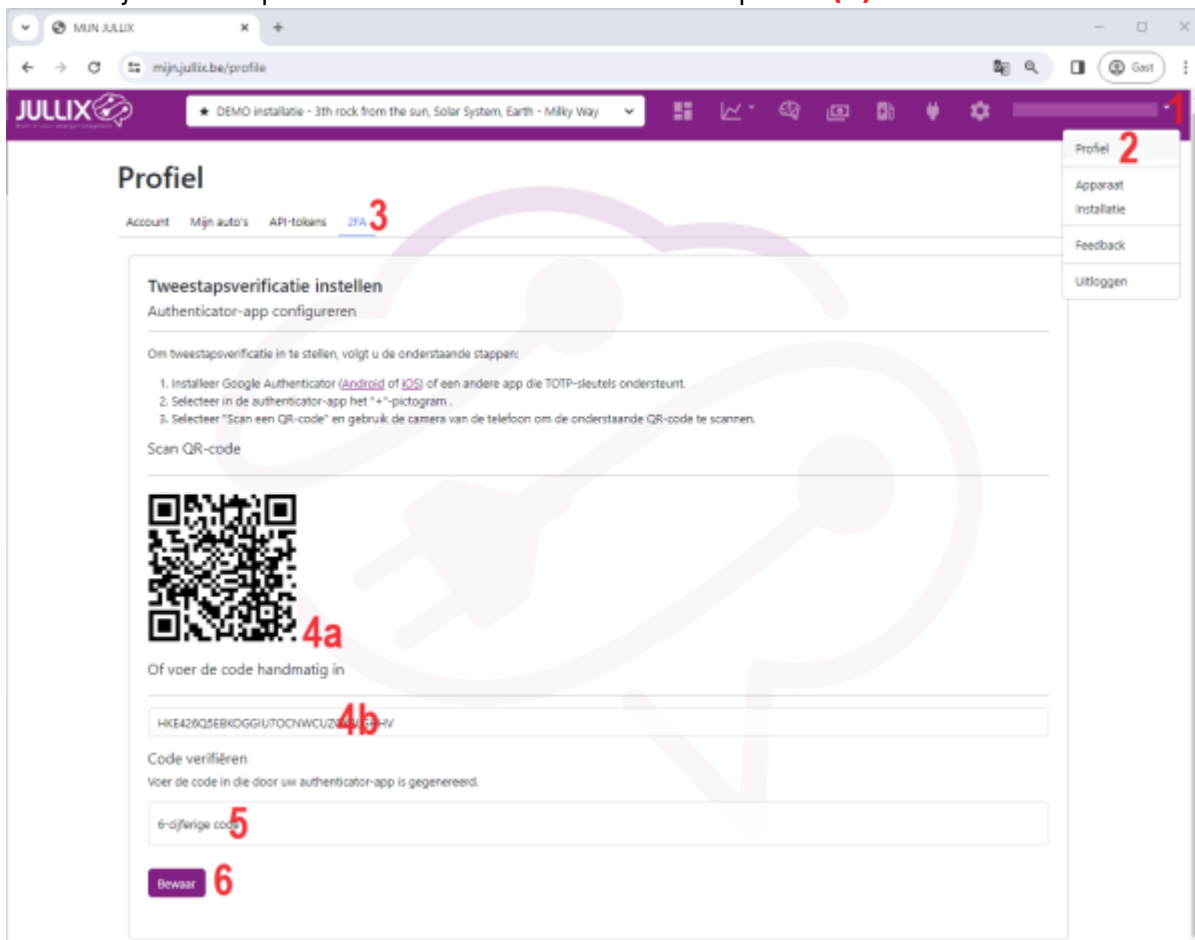 MIJN JULLIX
mijn.jullix.be/profile
Gast
JULLIX
★ DEMO installatie - 3th rock from the sun, Solar System, Earth - Milky Way
1
Profiel 2
Apparaat
Installatie
Feedback
Uitloggen
Profiel
Account Mijn auto's API-tokens 2FA 3
Tweestapsverificatie instellen
Authenticator-app configureren
Om tweestapsverificatie in te stellen, volgt u de onderstaande stappen:
1. Installeer Google Authenticator (Android of iOS) of een andere app die TOTP-sleutels ondersteunt.
2. Selecteer in de authenticator-app het "+"-pictogram .
3. Selecteer "Scan een QR-code" en gebruik de camera van de telefoon om de onderstaande QR-code te scannen.
Scan QR-code
4a
Of voer de code handmatig in
4b
Code verifiëren
Voer de code in die door uw authenticator-app is gegenereerd.
6-cijferige code 5
Bewaar 6